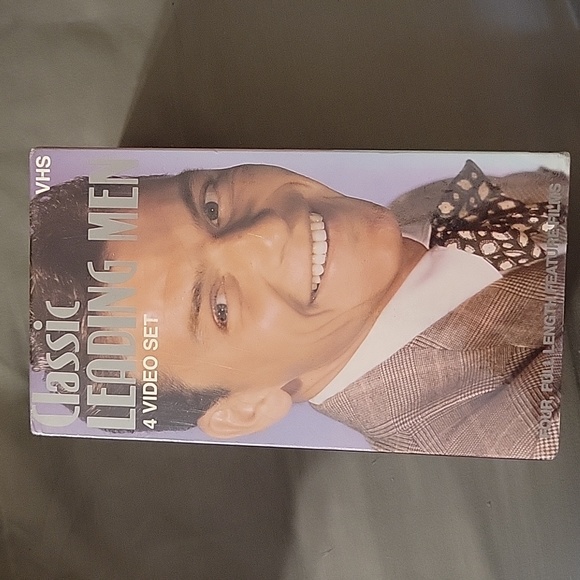 VHS
Classic
LEADING MEN
4 VIDEO SET
FOUR, FULL-LENGTH FEATURE FILMS